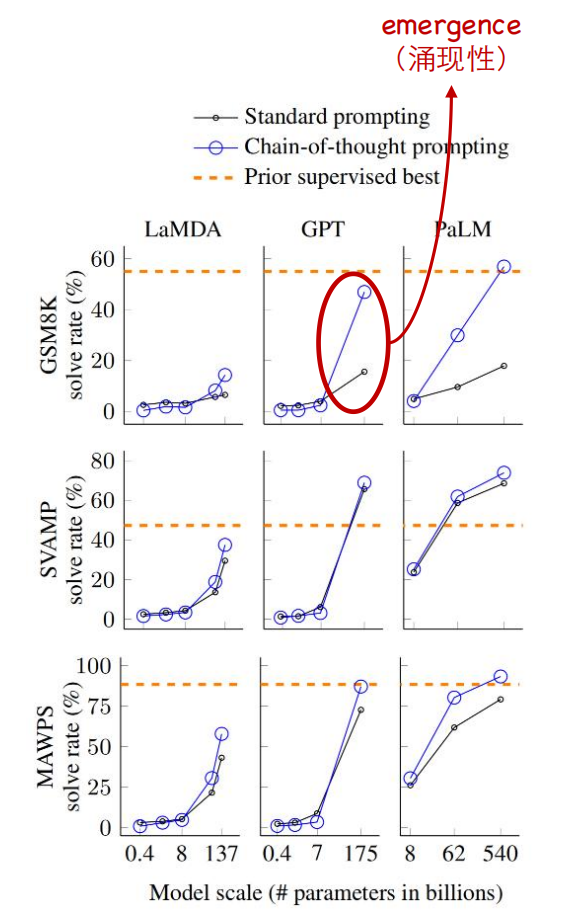 emergence
（涌现性）
Standard prompting
Chain-of-thought prompting
Prior supervised best
LaMDA GPT PaLM
GSM8K
solve rate (%)
60
40
20
0
SVAMP
solve rate (%)
80
60
40
20
0
MAWPS
solve rate (%)
100
75
50
25
0
0.4 8 137 0.4 7 175 8 62 540
Model scale (# parameters in billions)